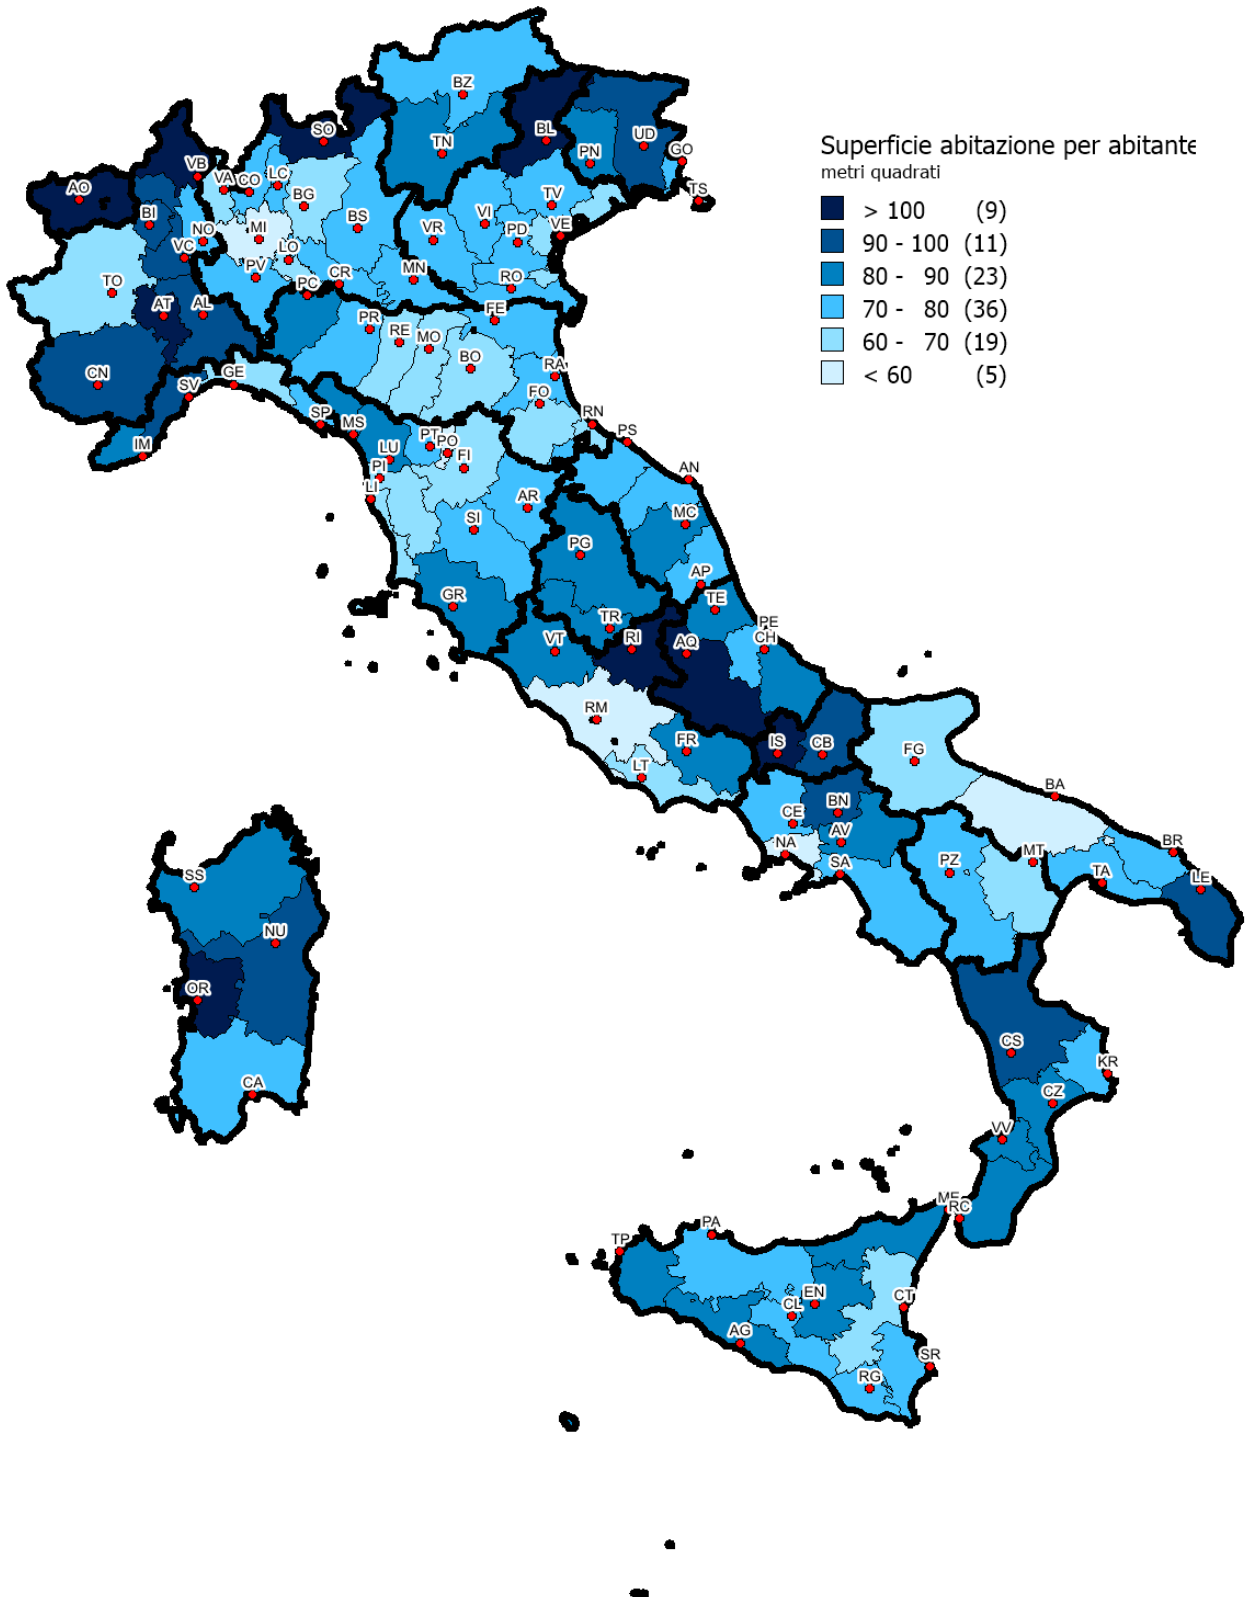 Superficie abitazione per abitante
metri quadrati
> 100 (9)
90 - 100 (11)
80 - 90 (23)
70 - 80 (36)
60 - 70 (19)
< 60 (5)
BZ
SO
BL
UD
TN
GO
PN
VB
LC
VA
CO
AO
TS
BG
TV
BI
BS
VI
NO
MI
VR
PD
VE
VC
LO
PV
MN
TO
CR
RO
PC
AT
AL
FE
PR
RE
MO
BO
RA
CN
GE
SV
FO
RN
SP
MS
PS
IM
PT
PO
LU
FI
PI
AN
LI
AR
SI
MC
PG
AP
GR
TE
TR
PE
VT
RI
AQ
CH
RM
FR
IS
CB
FG
LT
BA
BN
CE
AV
NA
BR
SA
PZ
MT
TA
SS
LE
NU
OR
CS
KR
CA
CZ
VV
ME
RC
PA
TP
EN
CL
CT
AG
SR
RG